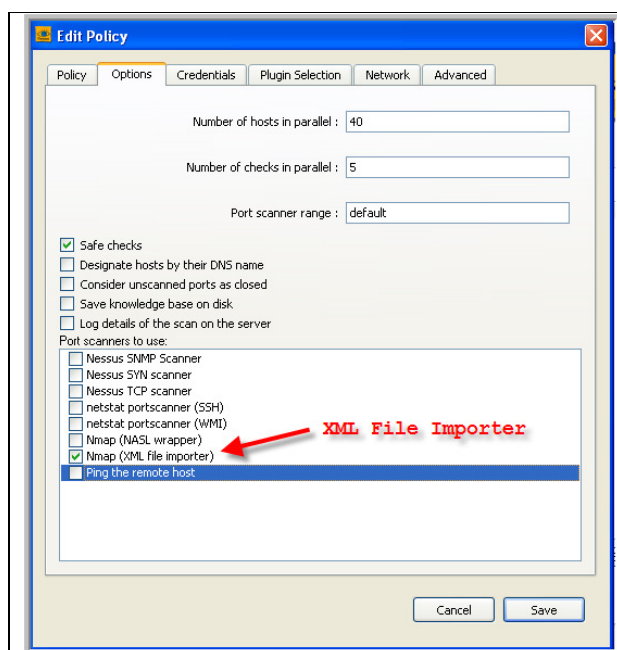 Edit Policy
Policy Options Credentials Plugin Selection Network Advanced
Number of hosts in parallel : 40
Number of checks in parallel : 5
Port scanner range : default
Safe checks
Designate hosts by their DNS name
Consider unscanned ports as closed
Save knowledge base on disk
Log details of the scan on the server
Port scanners to use:
Nessus SNMP Scanner
Nessus SYN scanner
Nessus TCP scanner
netstat portscanner (SSH)
netstat portscanner (WMI)
XML File Importer
Nmap (NASL wrapper)
Nmap (XML file importer)
Ping the remote host
Cancel Save